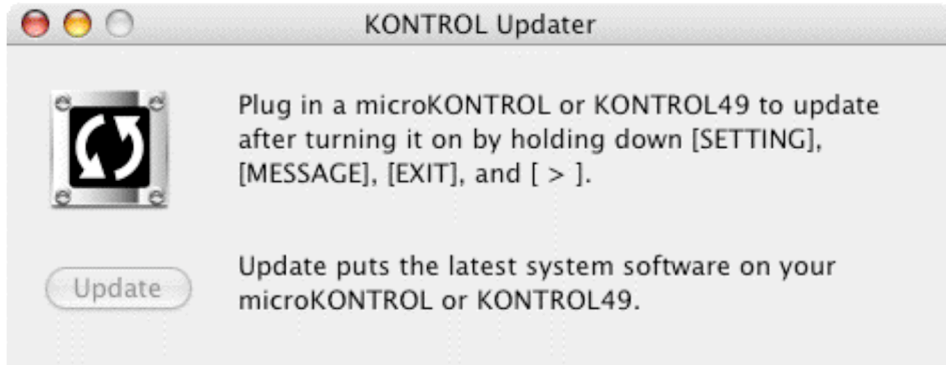 KONTROL Updater
Plug in a microKONTROL or KONTROL49 to update
after turning it on by holding down [SETTING],
[MESSAGE], [EXIT], and [ > ].
Update
Update puts the latest system software on your
microKONTROL or KONTROL49.